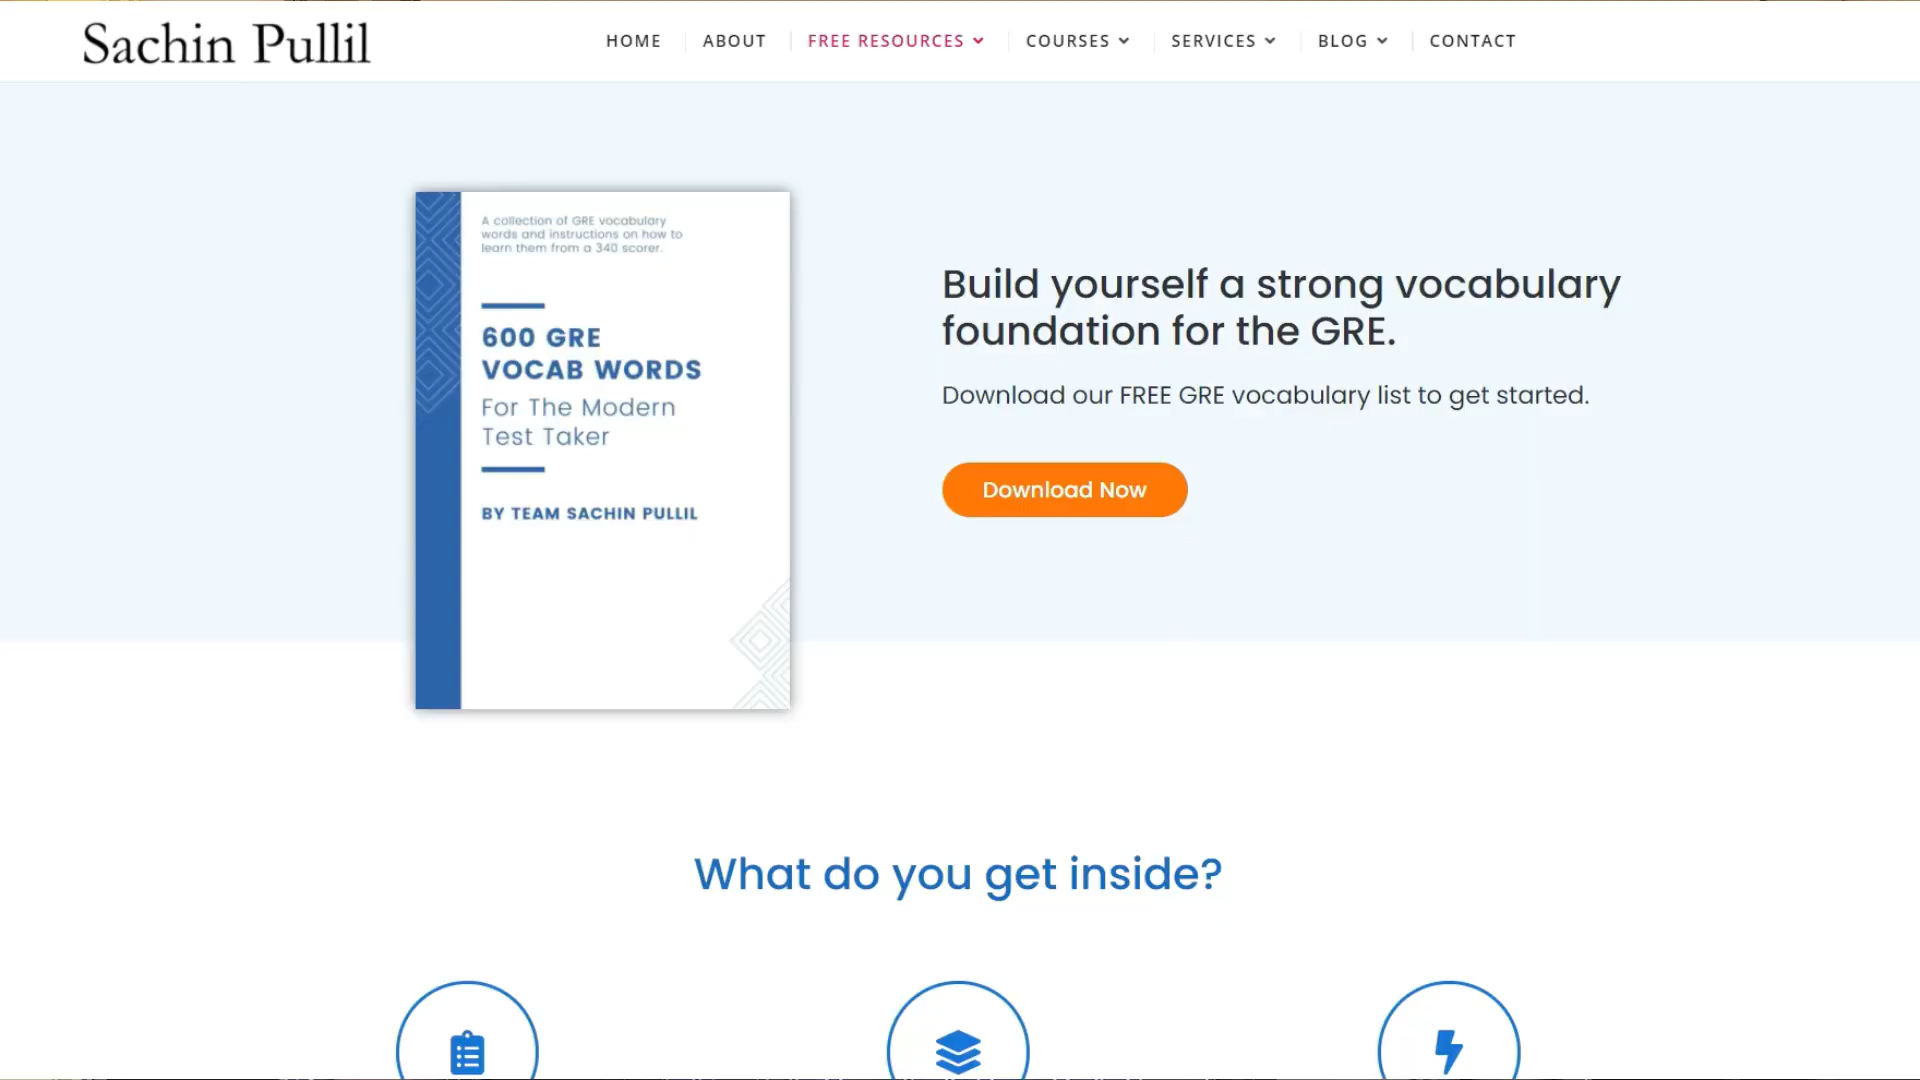 Sachin Pullil
HOME
ABOUT
FREE RESOURCES
COURSES
SERVICES
BLOG
CONTACT
A collection of GRE vocabulary
words and instructions on how to
learn them from a 340 scorer.
600 GRE
VOCAB WORDS
For The Modern
Test Taker
BY TEAM SACHIN PULLIL
Build yourself a strong vocabulary
foundation for the GRE.
Download our FREE GRE vocabulary list to get started.
Download Now
What do you get inside?